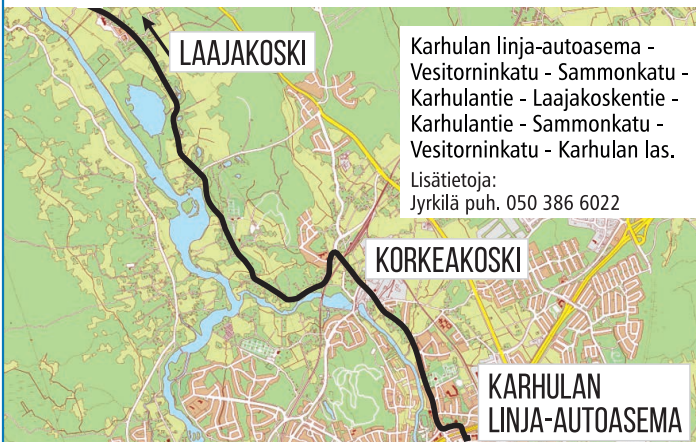 LAAJAKOSKI
Karhulan linja-autoasema -
Vesitorninkatu - Sammonkatu -
Karhulantie - Laajakoskentie -
Karhulantie - Sammonkatu -
Vesitorninkatu - Karhulan las.
Lisätietoja:
Jyrkilä puh. 050 386 6022
KORKEAKOSKI
KARHULAN
LINJA-AUTOASEMA